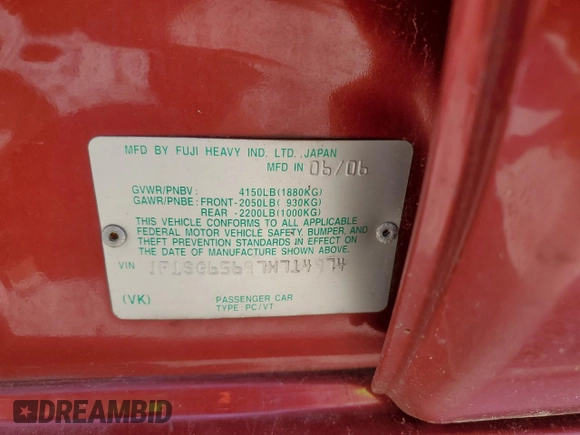 MFD BY FUJI HEAVY IND. LTD. ,JAPAN
MFD IN 06/06
GVWR/PNBV : 4150LB(1880KG)
GAWR/PNBE : FRONT-2050LB( 930KG)
REAR -2200LB(1000KG)
THIS VEHICLE CONFORMS TO ALL APPLICABLE
FEDERAL MOTOR VEHICLE SAFETY, BUMPER, AND
THEFT PREVENTION STANDARDS IN EFFECT ON
THE DATE OF MANUFACTURE SHOWN ABOVE.
VIN
(VK)
PASSENGER CAR
TYPE : PC/VT
DREAMBID